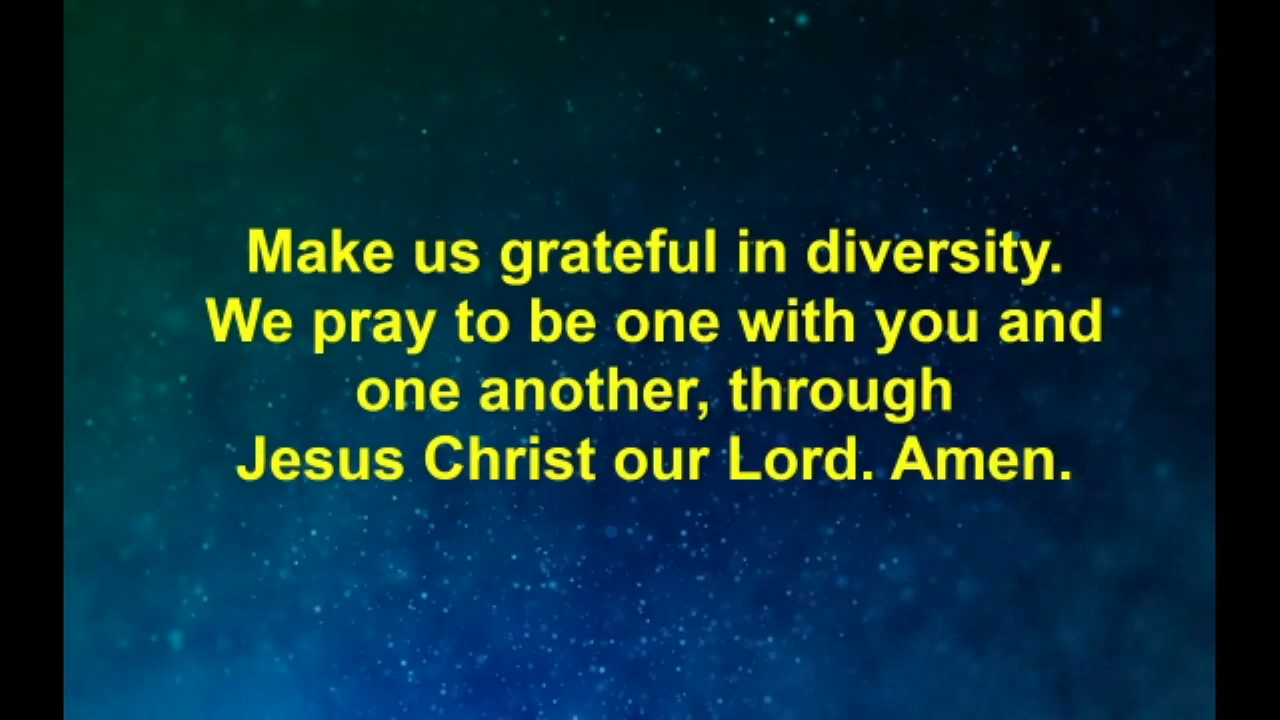 Make us grateful in diversity.
We pray to be one with you and
one another, through
Jesus Christ our Lord. Amen.